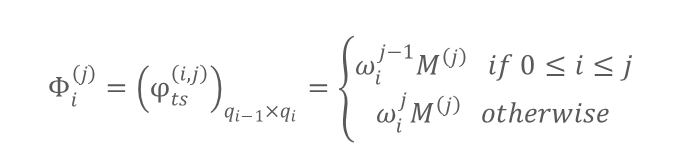 Φ_i^{(j)} = (φ_{ts}^{(i,j)})_{q_{i−1}×q_i} = { ω_i^{j−1} M^{(j)} if 0 ≤ i ≤ j
ω_i^{j} M^{(j)} otherwise